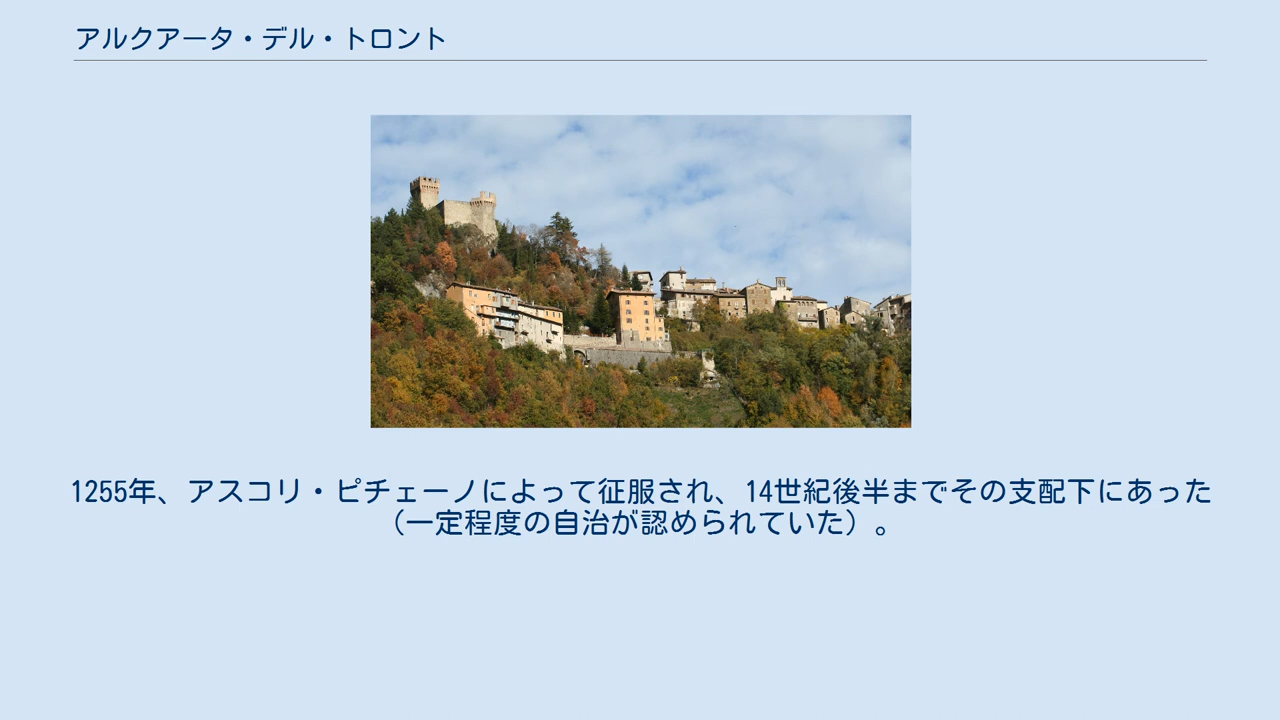 アルクアータ・デル・トロント
1255年、アスコリ・ピチェーノによって征服され、14世紀後半までその支配下にあった
（一定程度の自治が認められていた）。